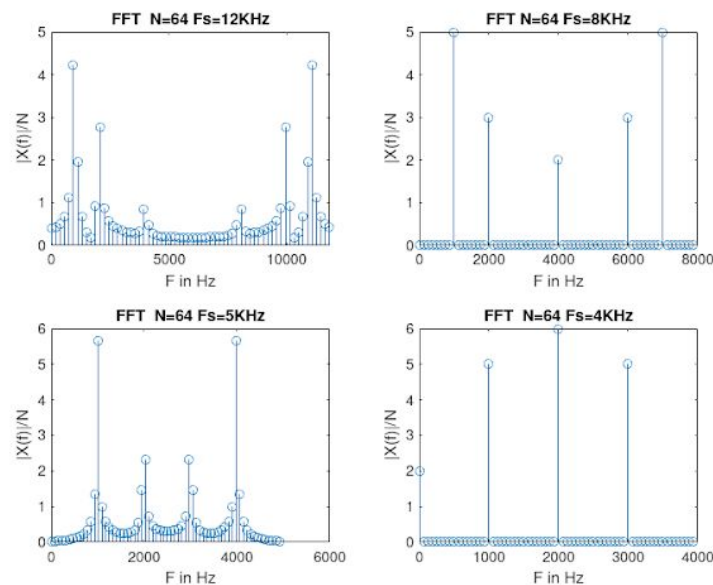 FFT N=64 Fs=12KHz
5
4
3
2
1
0
|X(f)|/N
0 5000 10000
F in Hz
FFT N=64 Fs=8KHz
5
4
3
2
1
0
|X(f)|/N
0 2000 4000 6000 8000
F in Hz
FFT N=64 Fs=5KHz
6
5
4
3
2
1
0
|X(f)|/N
0 2000 4000 6000
F in Hz
FFT N=64 Fs=4KHz
6
5
4
3
2
1
0
|X(f)|/N
0 1000 2000 3000 4000
F in Hz